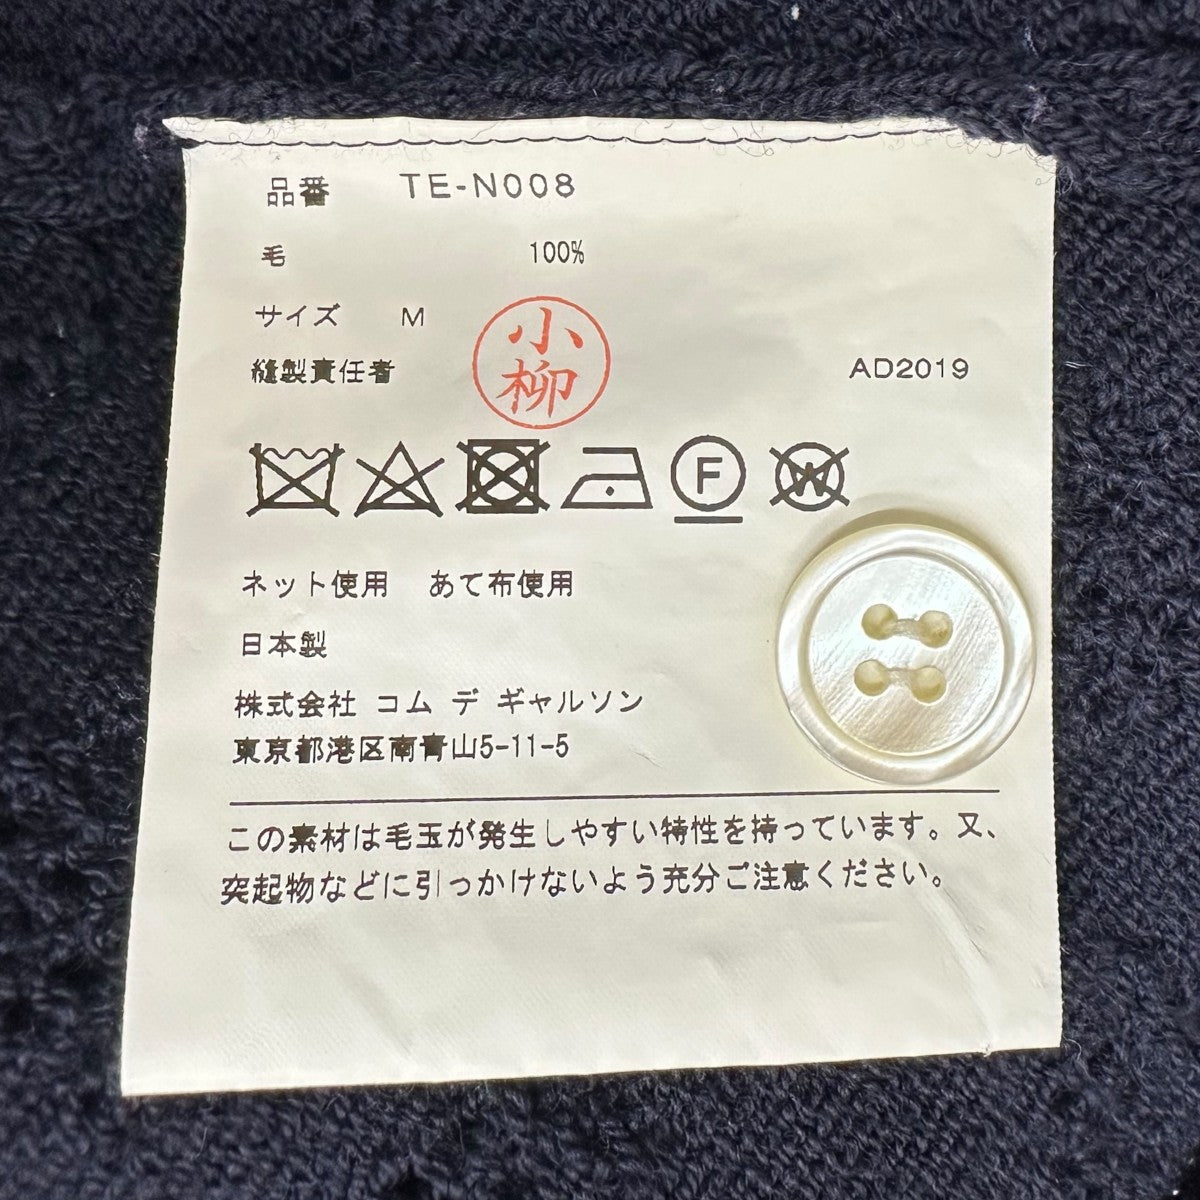 品番 TE-N008
毛 100%
サイズ M
小柳
縫製責任者 AD2019
F W
ネット使用 あて布使用
日本製
株式会社 コム デ ギャルソン
東京都港区南青山5-11-5
この素材は毛玉が発生しやすい特性を持っています。又、
突起物などに引っかけないよう充分ご注意ください。